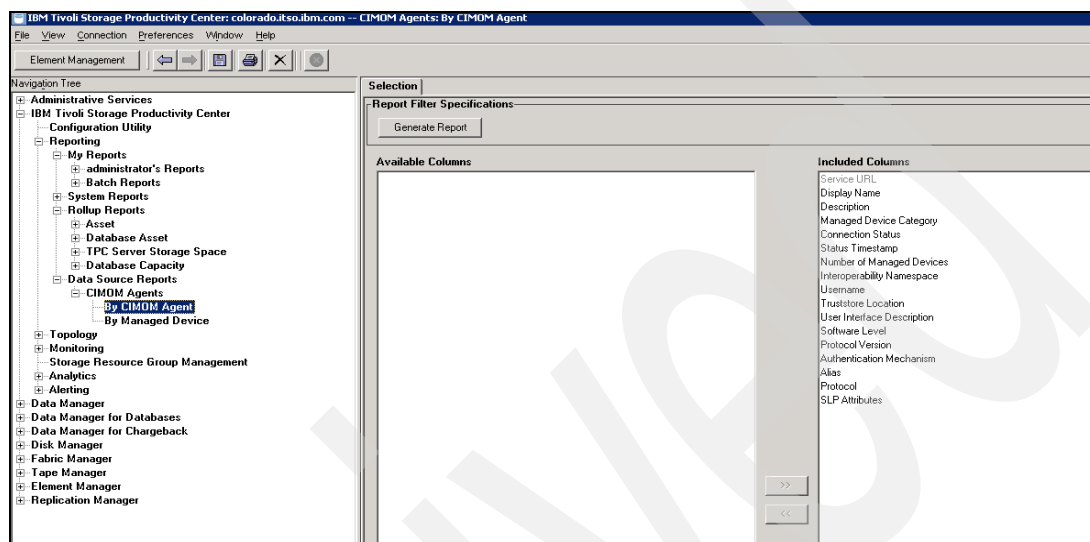 IBM Tivoli Storage Productivity Center: colorado.itso.ibm.com -- CIMOM Agents: By CIMOM Agent
File View Connection Preferences Window Help
Element Management
Navigation Tree
Administrative Services
IBM Tivoli Storage Productivity Center
Configuration Utility
Reporting
My Reports
administrator's Reports
Batch Reports
System Reports
Rollup Reports
Asset
Database Asset
TPC Server Storage Space
Database Capacity
Data Source Reports
CIMOM Agents
By CIMOM Agent
By Managed Device
Topology
Monitoring
Storage Resource Group Management
Analytics
Alerting
Data Manager
Data Manager for Databases
Data Manager for Chargeback
Disk Manager
Fabric Manager
Tape Manager
Element Manager
Replication Manager
Selection
Report Filter Specifications
Generate Report
Available Columns
Included Columns
Service URL
Display Name
Description
Managed Device Category
Connection Status
Status Timestamp
Number of Managed Devices
Interoperability Namespace
Username
Truststore Location
User Interface Description
Software Level
Protocol Version
Authentication Mechanism
Alias
Protocol
SLP Attributes
>>
<<